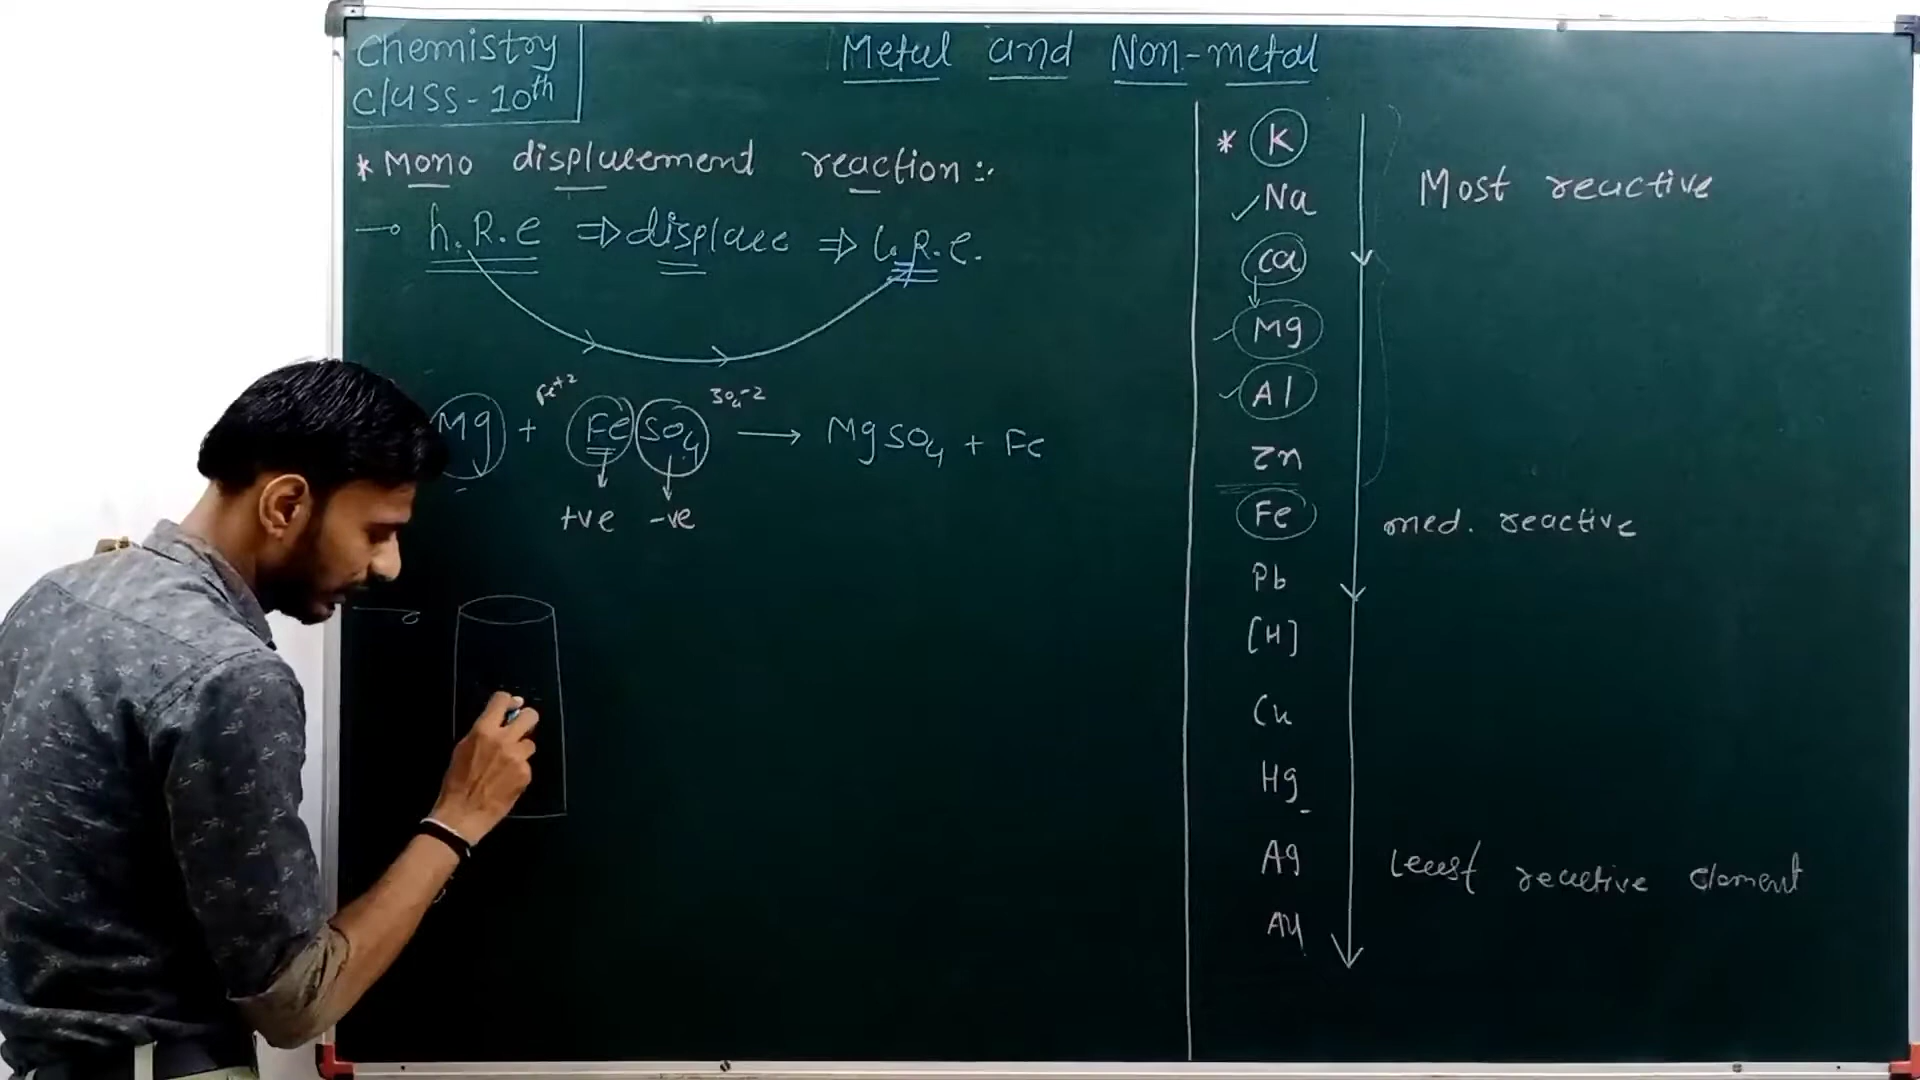 Chemistry
Class-10th
Metal and Non-metal
* Mono displacement reaction :-
→ h.R.e ⇒ displace ⇒ l.R.e.
Fe+2 SO4-2
Mg + FeSO4 → MgSO4 + Fe
+ve -ve
* K
Na
Ca
Mg
Al
Zn
Fe
Pb
[H]
Cu
Hg
Ag
Au
Most reactive
med. reactive
least reactive element